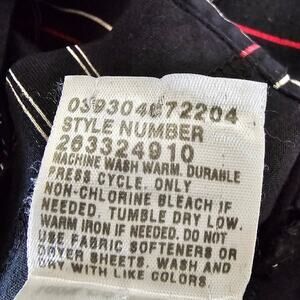 039304672204
STYLE NUMBER
263324910
MACHINE WASH WARM. DURABLE
PRESS CYCLE. ONLY
NON-CHLORINE BLEACH IF
NEEDED. TUMBLE DRY LOW.
WARM IRON IF NEEDED. DO NOT
USE FABRIC SOFTENERS OR
DRYER SHEETS. WASH AND
DRY WITH LIKE COLORS.